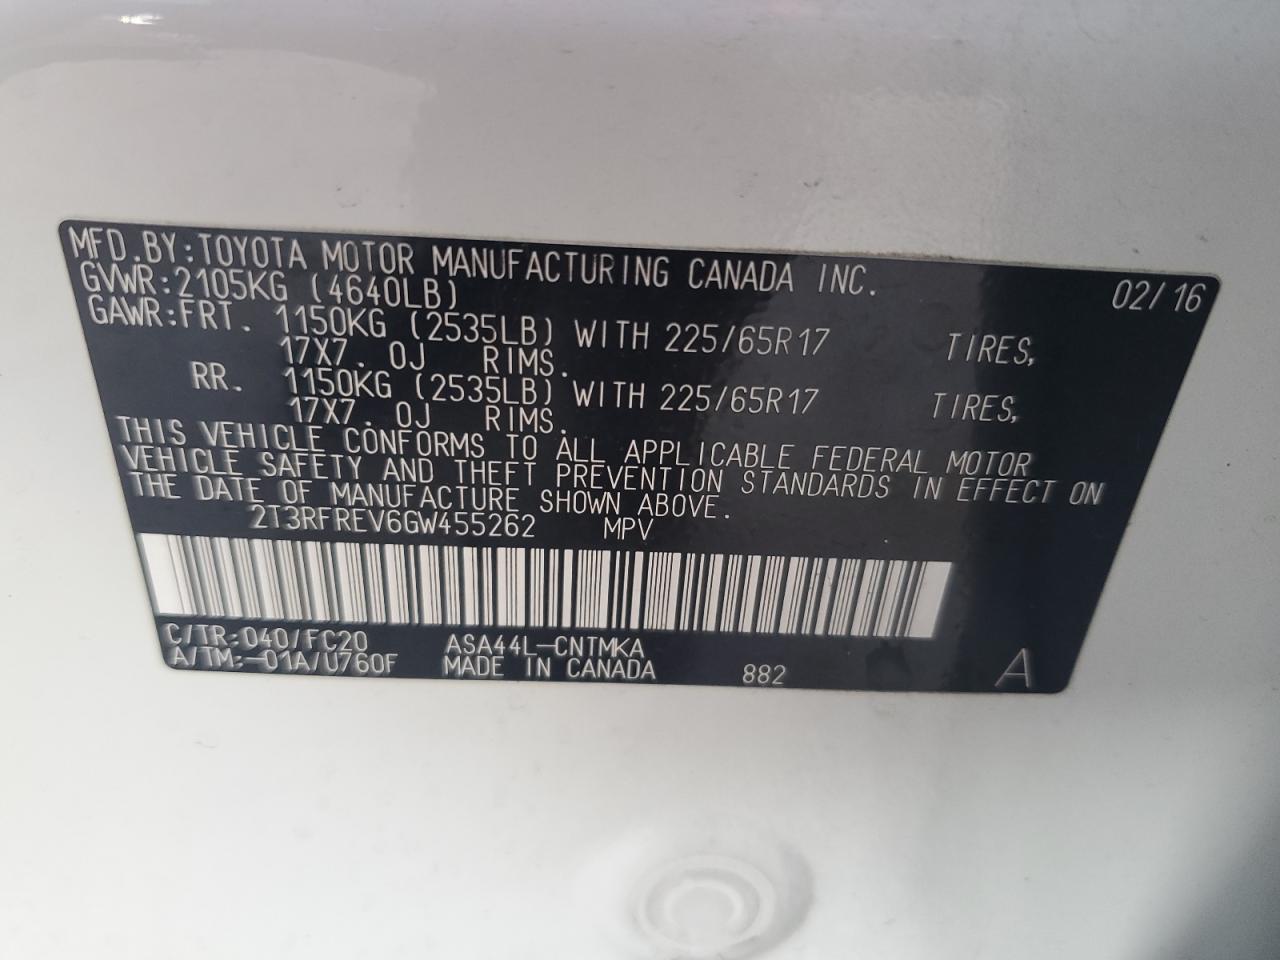 MFD.BY:TOYOTA MOTOR MANUFACTURING CANADA INC. 02/16
GVWR:2105KG (4640LB)
GAWR:FRT. 1150KG (2535LB) WITH 225/65R17 TIRES,
17X7.0J RIMS.
RR. 1150KG (2535LB) WITH 225/65R17 TIRES,
17X7.0J RIMS.
THIS VEHICLE CONFORMS TO ALL APPLICABLE FEDERAL MOTOR
VEHICLE SAFETY AND THEFT PREVENTION STANDARDS IN EFFECT ON
THE DATE OF MANUFACTURE SHOWN ABOVE.
2T3RFREV6GW455262 MPV
C/TR:040/FC20 ASA44L-CNTMKA
A/TM:-01A/U760F MADE IN CANADA 882 A